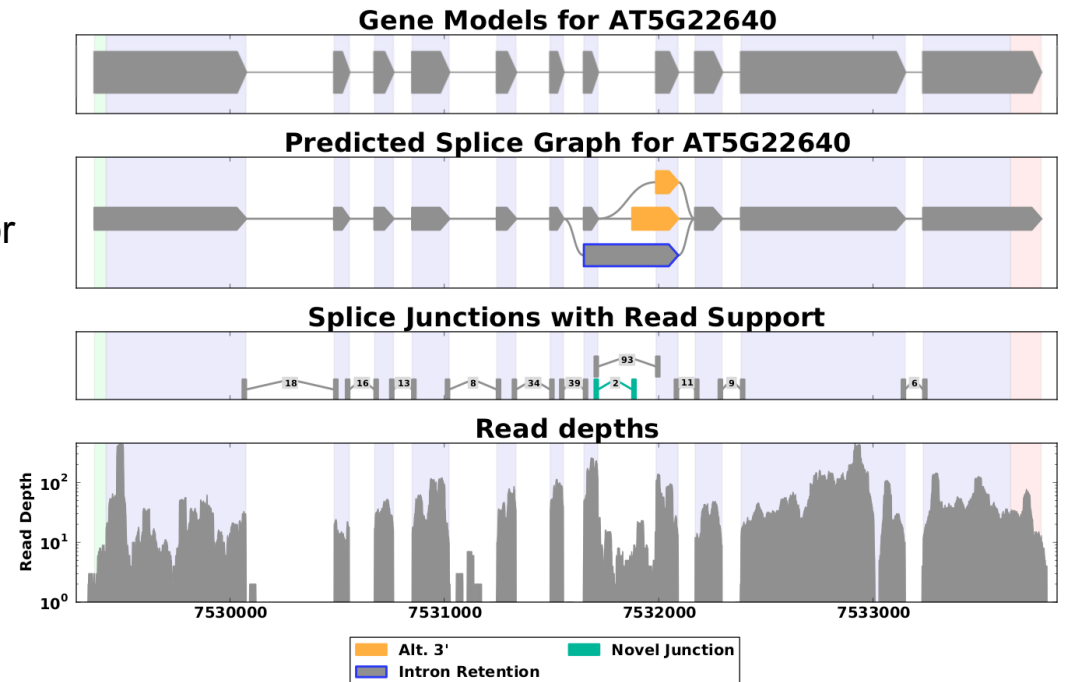 Gene Models for AT5G22640
Predicted Splice Graph for AT5G22640
or
Splice Junctions with Read Support
93
18 16 13 8 34 39 2 11 9 6
Read depths
Read Depth
10²
10¹
10⁰
7530000 7531000 7532000 7533000
Alt. 3' Novel Junction
Intron Retention